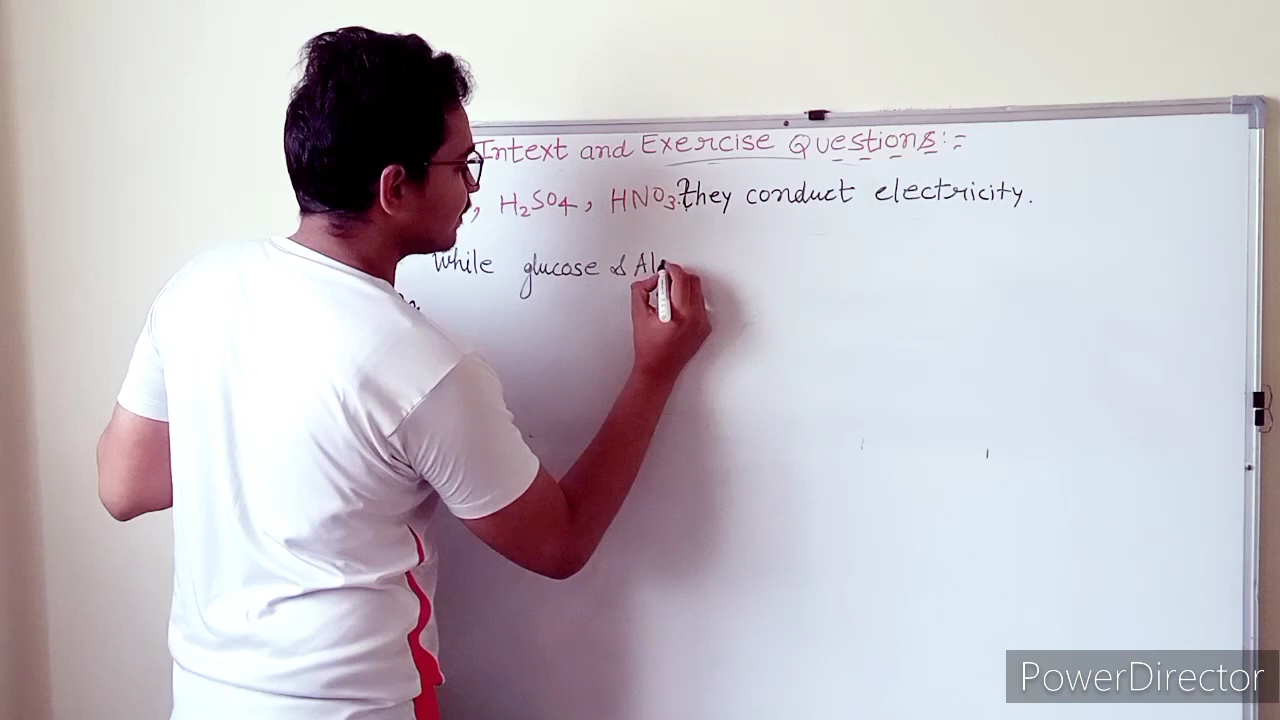 Intext and Exercise Questions:-
, H₂SO₄, HNO₃. they conduct electricity.
While glucose & Al
PowerDirector